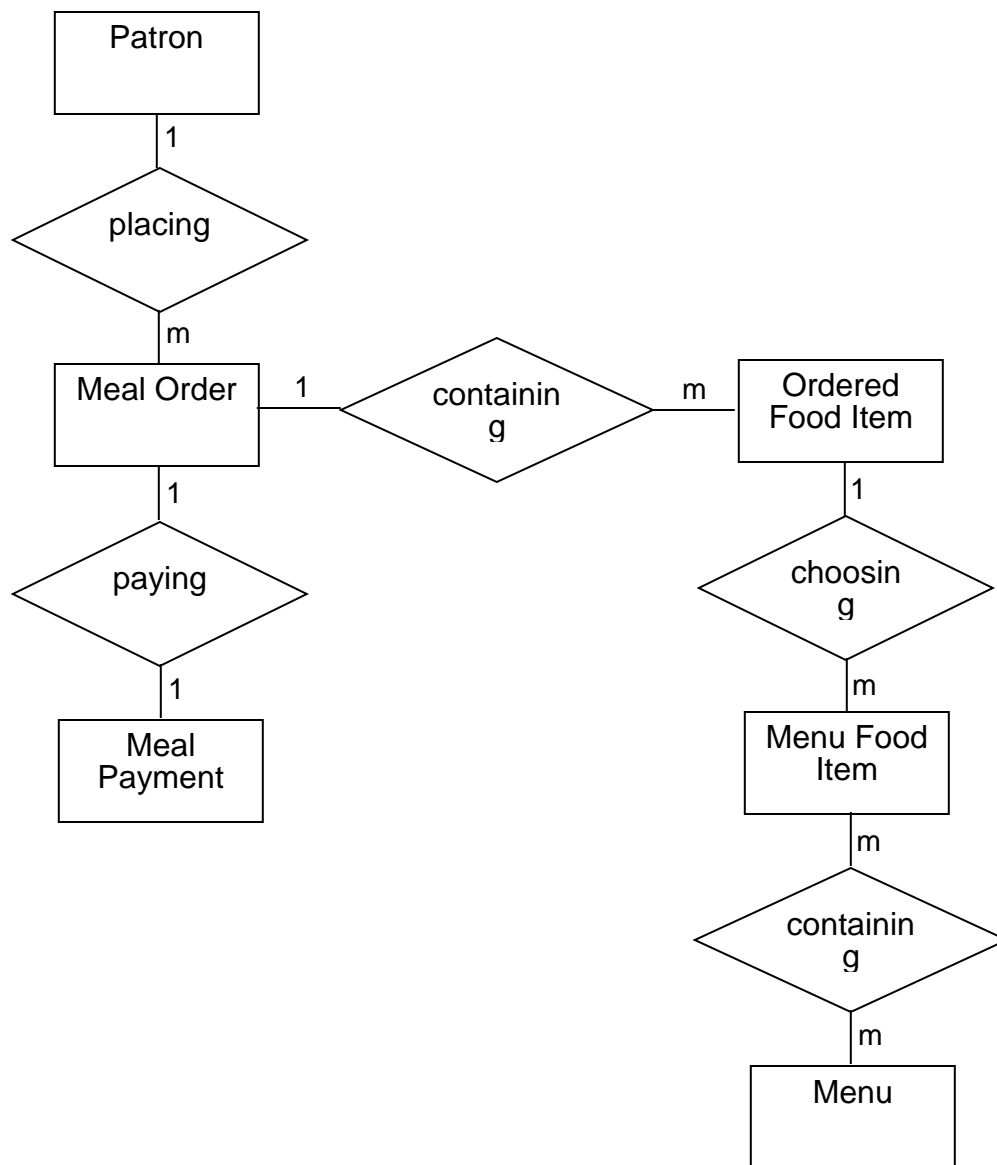 Patron
1
placing
m
Meal Order
1
containin
g
m
Ordered
Food Item
1
paying
1
Meal
Payment
1
choosin
g
m
Menu Food
Item
m
containin
g
m
Menu